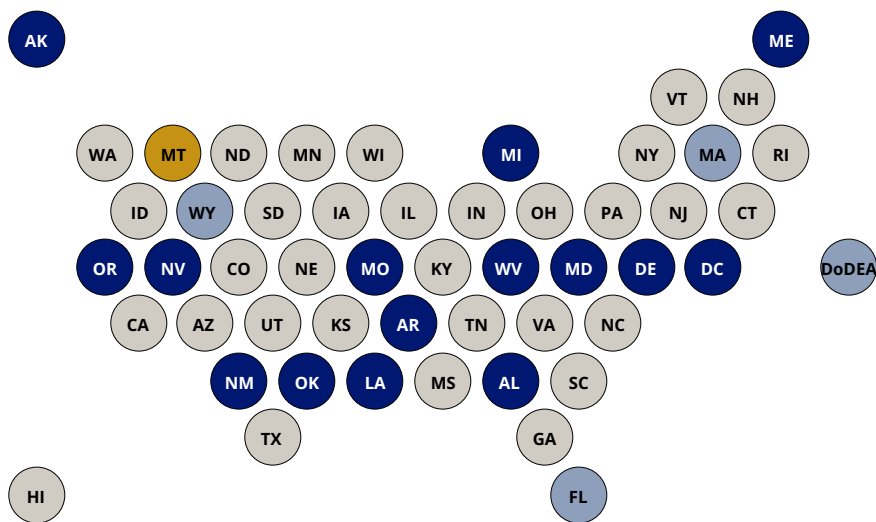 AK ME
VT NH
WA MT ND MN WI MI NY MA RI
ID WY SD IA IL IN OH PA NJ CT
OR NV CO NE MO KY WV MD DE DC DoDEA
CA AZ UT KS AR TN VA NC
NM OK LA MS AL SC
TX GA
HI FL